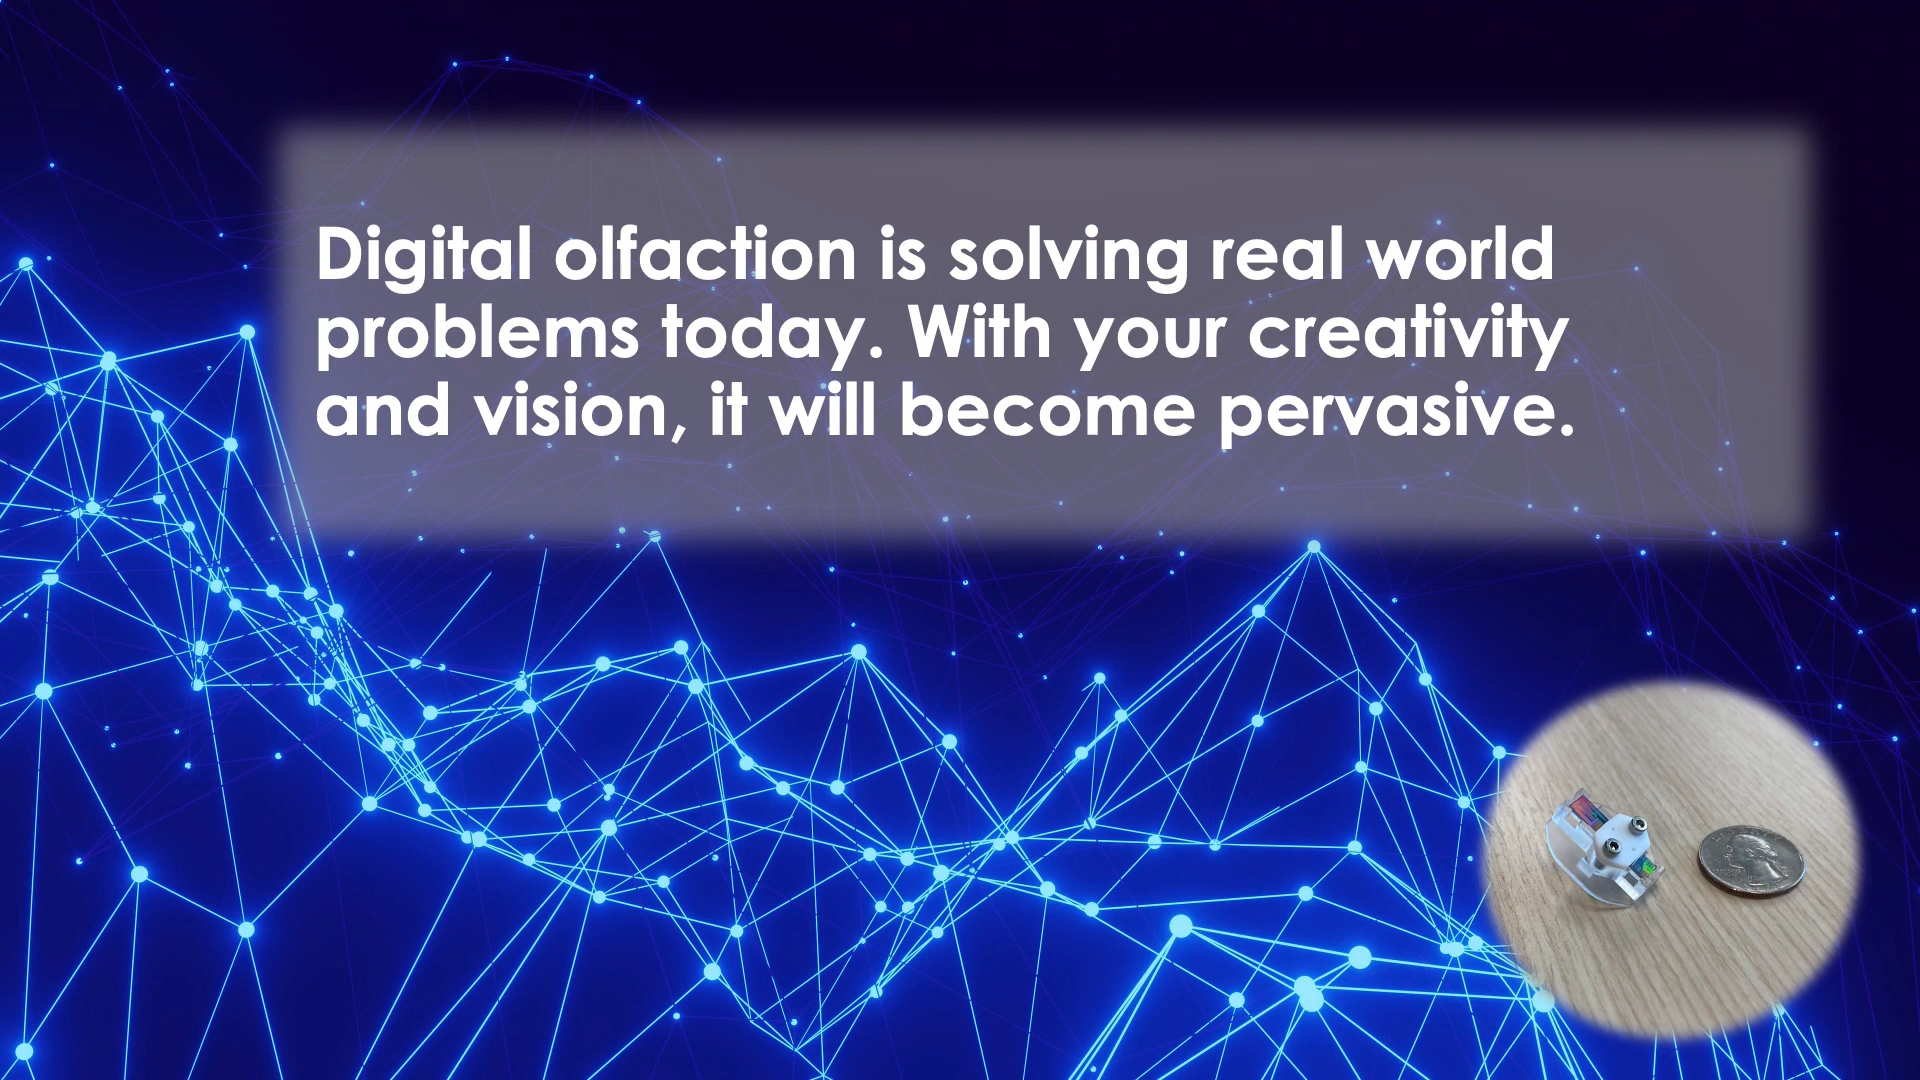 Digital olfaction is solving real world
problems today. With your creativity
and vision, it will become pervasive.